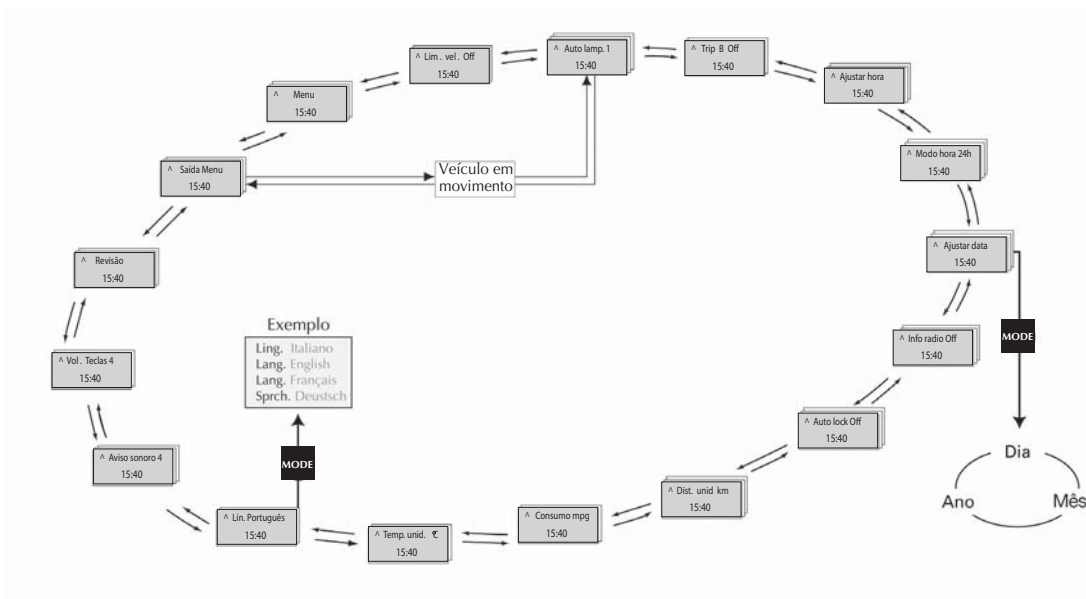 ^ Auto lamp. 1
15:40
^ Trip B Off
15:40
^ Ajustar hora
15:40
^ Modo hora 24h
15:40
^ Ajustar data
15:40
MODE
Dia
Mês
Ano
^ Info radio Off
15:40
^ Auto lock Off
15:40
^ Dist. unid km
15:40
^ Consumo mpg
15:40
^ Temp. unid. °C
15:40
^ Lín. Português
15:40
MODE
Exemplo
Ling. Italiano
Lang. English
Lang. Français
Sprch. Deustsch
^ Aviso sonoro 4
15:40
^ Vol. Teclas 4
15:40
^ Revisão
15:40
^ Saída Menu
15:40
^ Menu
15:40
^ Lim. vel. Off
15:40
Veículo em
movimento